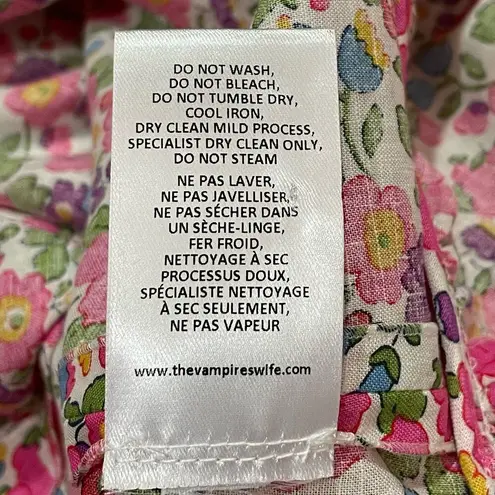 DO NOT WASH,
DO NOT BLEACH,
DO NOT TUMBLE DRY,
COOL IRON,
DRY CLEAN MILD PROCESS,
SPECIALIST DRY CLEAN ONLY,
DO NOT STEAM
NE PAS LAVER,
NE PAS JAVELLISER,
NE PAS SÉCHER DANS
UN SÈCHE-LINGE,
FER FROID,
NETTOYAGE À SEC
PROCESSUS DOUX,
SPÉCIALISTE NETTOYAGE
À SEC SEULEMENT,
NE PAS VAPEUR
www.thevampireswife.com